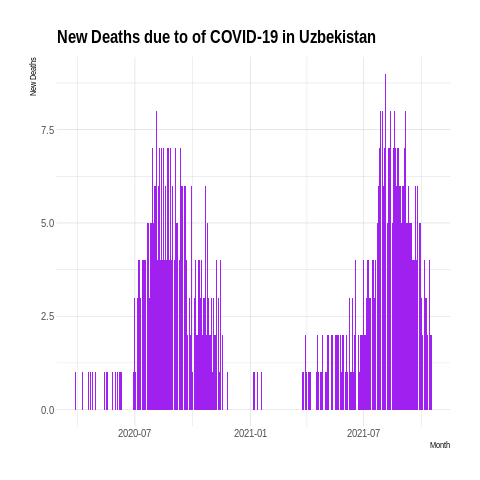 New Deaths due to of COVID-19 in Uzbekistan
New Deaths
7.5
5.0
2.5
0.0
2020-07 2021-01 2021-07
Month